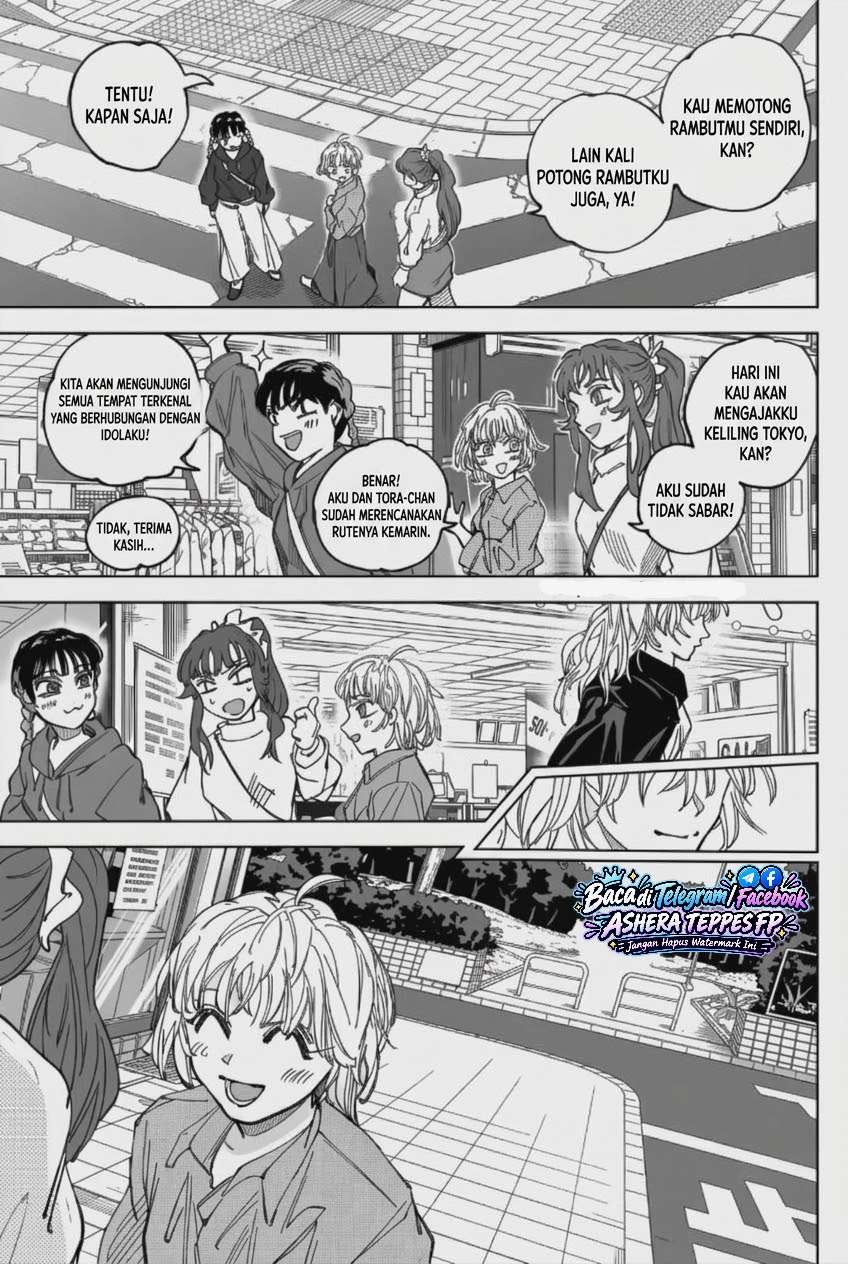 KAU MEMOTONG
RAMBUTMU SENDIRI,
KAN?
LAIN KALI
POTONG RAMBUTKU
JUGA, YA!
TENTU!
KAPAN SAJA!
HARI INI
KAU AKAN
MENGAJAKKU
KELILING TOKYO,
KAN?
AKU SUDAH
TIDAK SABAR!
BENAR!
AKU DAN TORA-CHAN
SUDAH MERENCANAKAN
RUTENYA KEMARIN.
KITA AKAN MENGUNJUNGI
SEMUA TEMPAT TERKENAL
YANG BERHUBUNGAN DENGAN
IDOLAKU!
TIDAK, TERIMA
KASIH...
Baca di Telegram/Facebook
ASHERA TEPPES FP
Jangan Hapus Watermark Ini